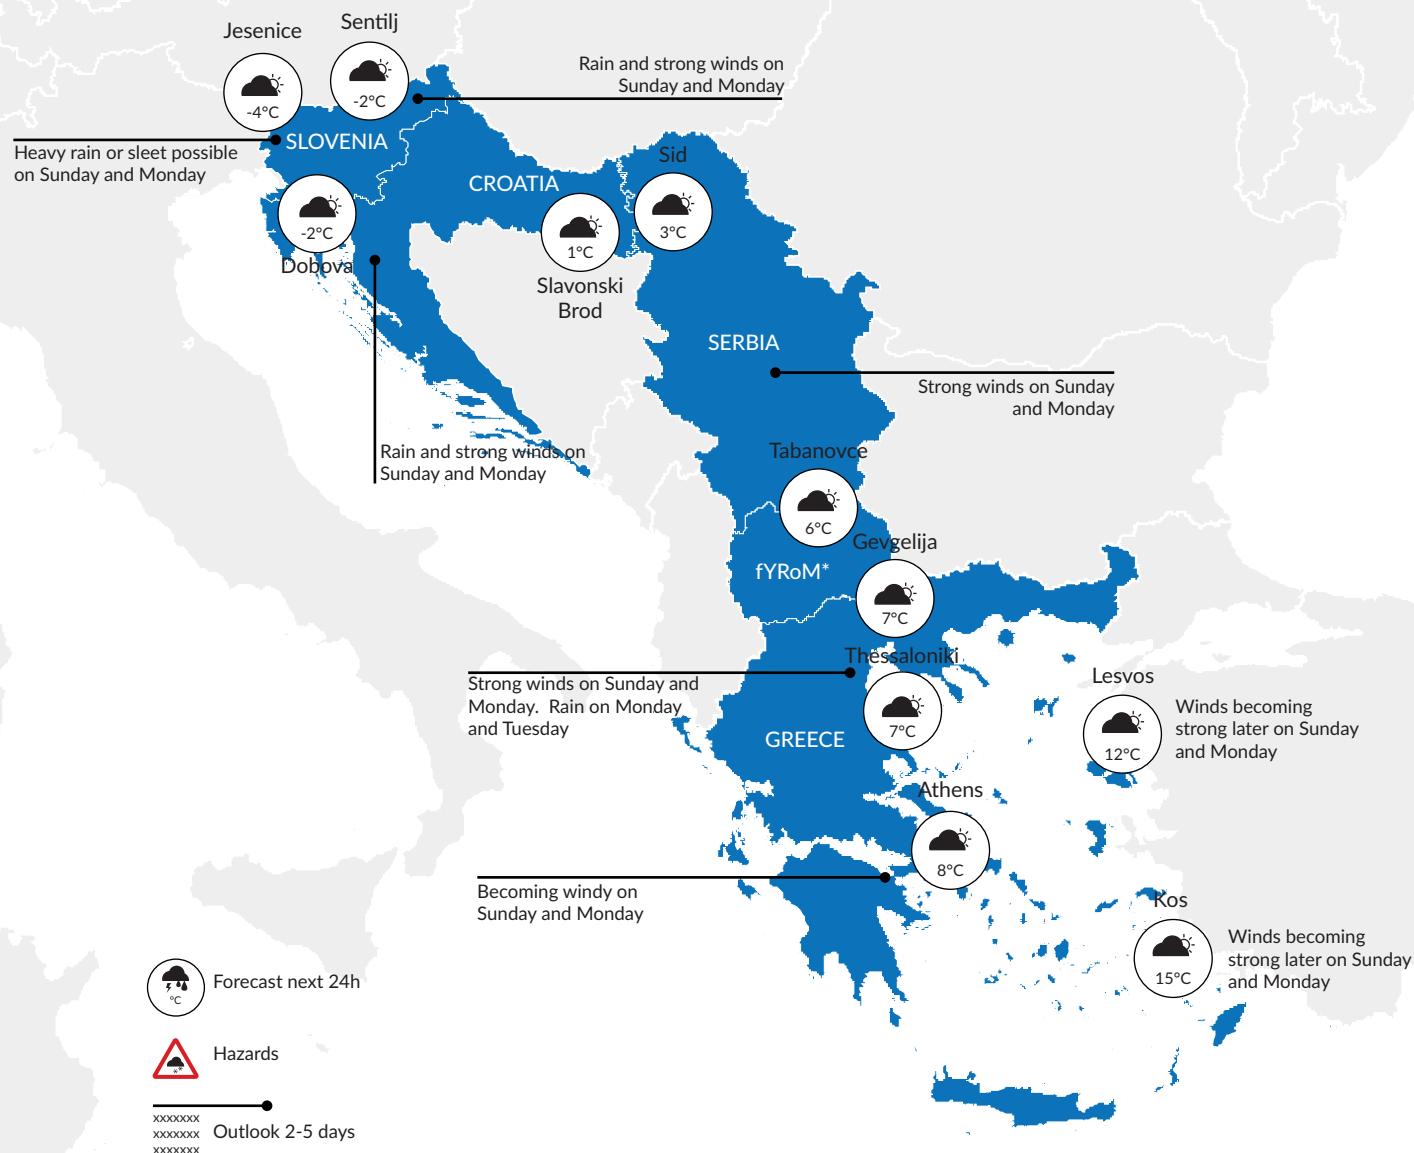 Jesenice
-4°C
Sentilj
-2°C
Rain and strong winds on
Sunday and Monday
SLOVENIA
Heavy rain or sleet possible
on Sunday and Monday
CROATIA
Sid
3°C
-2°C
Dobova
1°C
Slavonski
Brod
SERBIA
Strong winds on Sunday
and Monday
Rain and strong winds on
Sunday and Monday
Tabanovce
6°C
Gevgelija
7°C
fYRoM*
Thessaloniki
7°C
Strong winds on Sunday and
Monday. Rain on Monday
and Tuesday
GREECE
Lesvos
12°C
Winds becoming
strong later on Sunday
and Monday
Athens
8°C
Becoming windy on
Sunday and Monday
Kos
15°C
Winds becoming
strong later on Sunday
and Monday
°C
Forecast next 24h
Hazards
xxxxxxx
xxxxxxx
xxxxxxx
Outlook 2-5 days